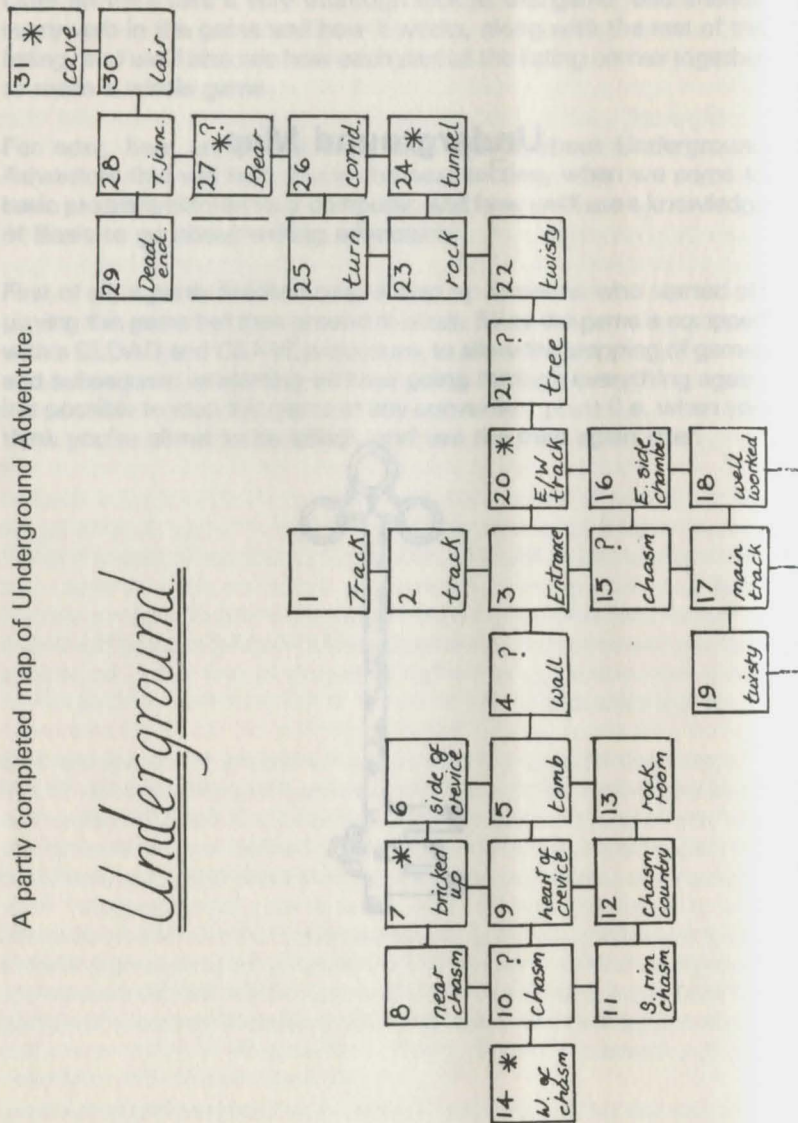 A partly completed map of Underground Adventure.
Underground.
31 *
cav
29
Dead end.
28
junc.
30
lair
27 *?
Bear
Track
25
turn
26
corrid.
8
near
chasm
7 *
bricked
up
6
side of
crevice
2
track
23
rock
24 *
tunnel
14 *
W. of
chasm
10 ?
chasm
9
heart of
crevice
5
tomb
4 ?
wall
3
Entrance
20 *
E/W
track
21 ?
tree
22
twisty
11
S. rim
chasm
12
chasm
country
13
rock
room
15 ?
chasm
16
E. side
chamber
19
twisty
17
main
track
18
well
worked